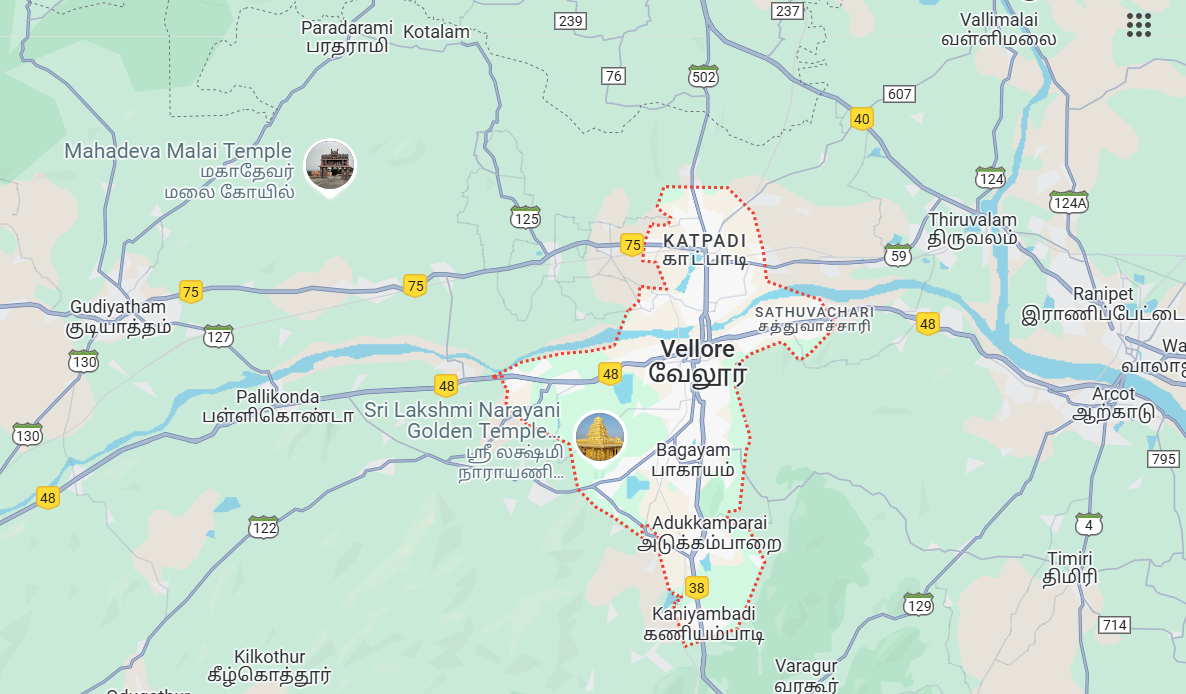 239
237
Paradarami
பரதராமி
Kotalam
Vallimalai
வள்ளிமலை
76
502
607
40
Mahadeva Malai Temple
மகாதேவர்
மலை கோயில்
124
124A
125
Thiruvalam
திருவலம்
75
KATPADI
காட்பாடி
59
75
75
Gudiyatham
குடியாத்தம்
Ranipet
இராணிப்பேட்டை
SATHUVACHARI
சத்துவாச்சாரி
48
127
130
Vellore
வேலூர்
Wa
வாலாஜ
48
48
Pallikonda
பள்ளிகொண்டா
Arcot
ஆற்காடு
Sri Lakshmi Narayani
Golden Temple...
ஸ்ரீ லக்ஷ்மி
நாராயணி...
130
Bagayam
பாகாயம்
795
48
122
Adukkamparai
அடுக்கம்பாறை
4
Timiri
திமிரி
38
129
Kaniyambadi
கணியம்பாடி
714
Kilkothur
கீழ்கொத்தூர்
Varagur
வரகூர்